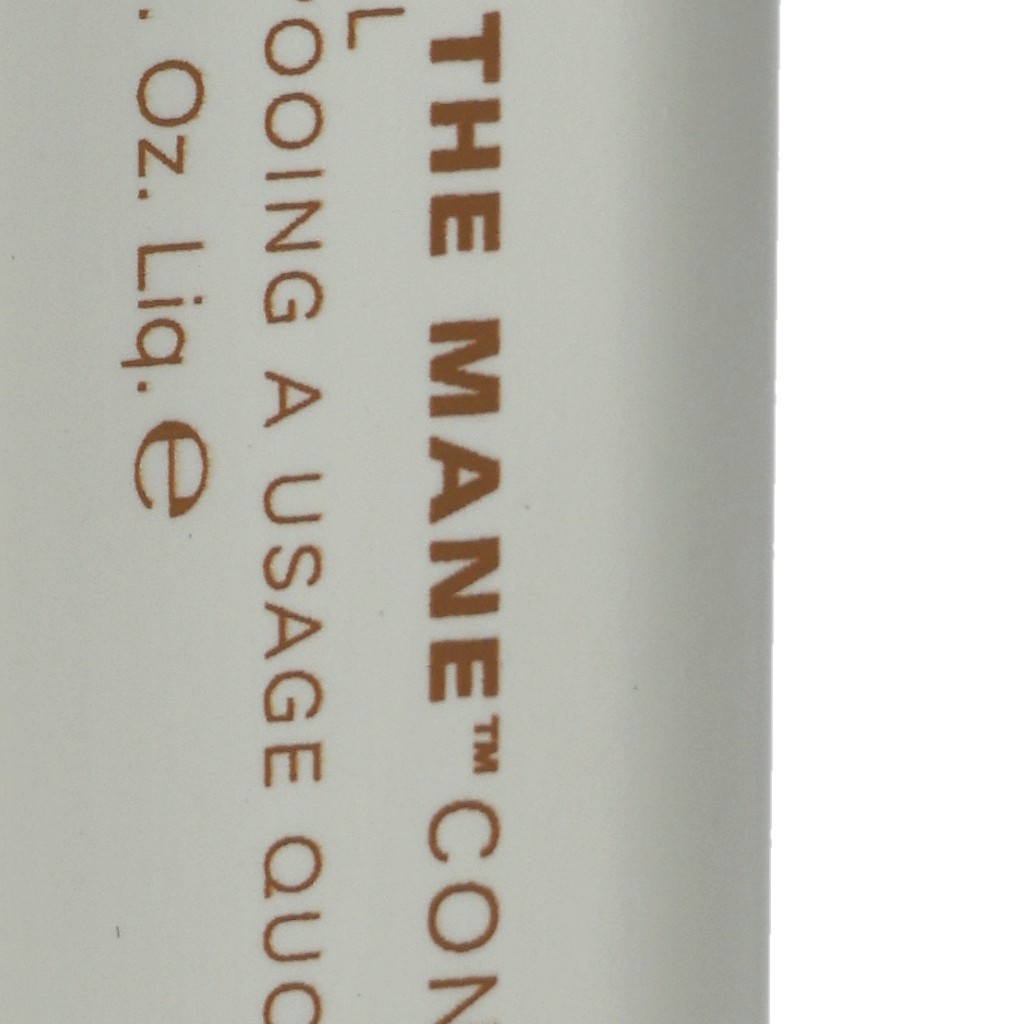 THE MANE™ CON
L
OOING A USAGE QUO
. Oz. Liq. e